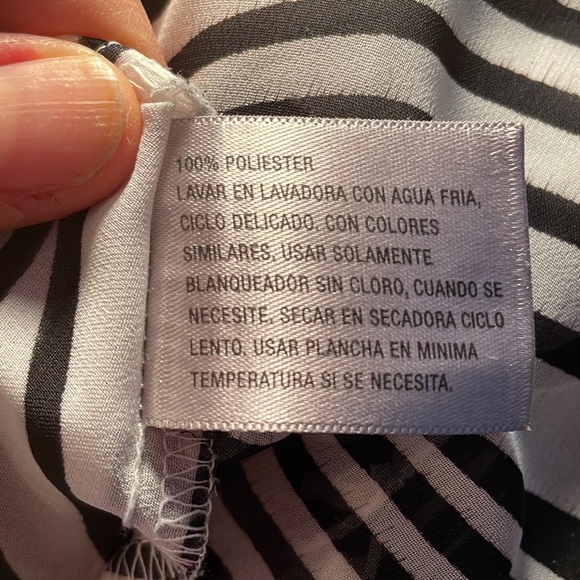 100% POLIESTER
LAVAR EN LAVADORA CON AGUA FRIA,
CICLO DELICADO. CON COLORES
SIMILARES. USAR SOLAMENTE
BLANQUEADOR SIN CLORO, CUANDO SE
NECESITE. SECAR EN SECADORA CICLO
LENTO. USAR PLANCHA EN MINIMA
TEMPERATURA SI SE NECESITA.